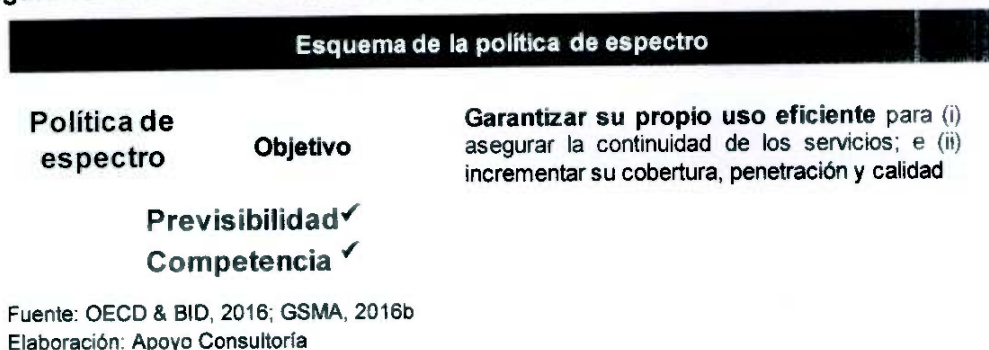 Esquema de la política de espectro
Política de
espectro
Objetivo
Garantizar su propio uso eficiente para (i)
asegurar la continuidad de los servicios; e (ii)
incrementar su cobertura, penetración y calidad
Previsibilidad✓
Competencia ✓
Fuente: OECD & BID, 2016; GSMA, 2016b
Elaboración: Apoyo Consultoría